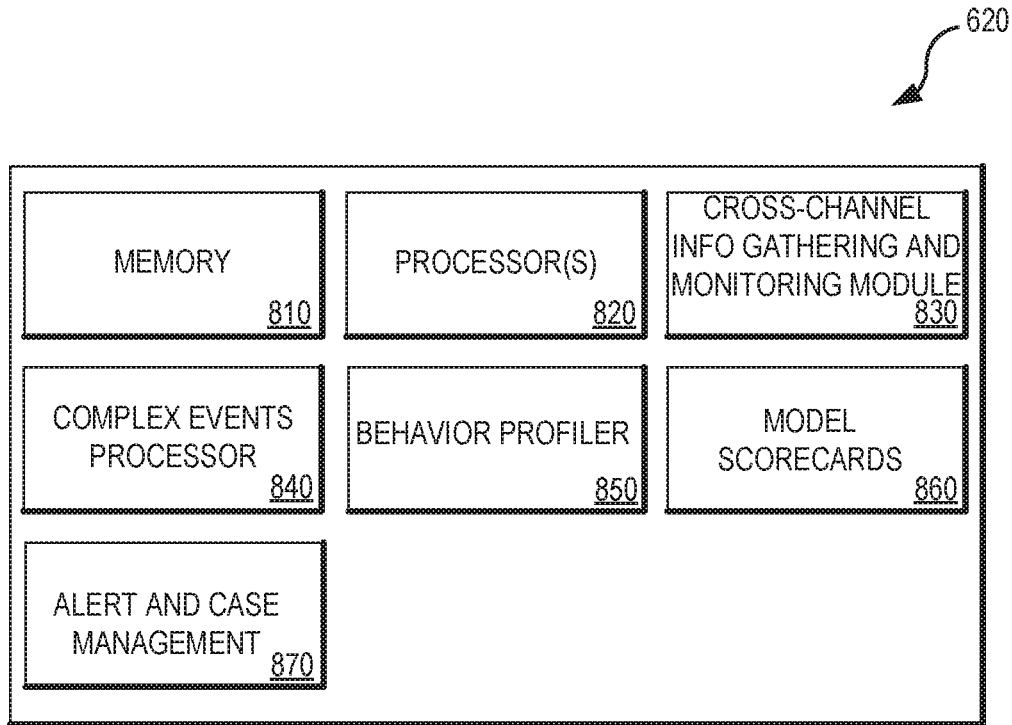 620
MEMORY
810
PROCESSOR(S)
820
CROSS-CHANNEL
INFO GATHERING AND
MONITORING MODULE
830
COMPLEX EVENTS
PROCESSOR
840
BEHAVIOR PROFILER
850
MODEL
SCORECARDS
860
ALERT AND CASE
MANAGEMENT
870